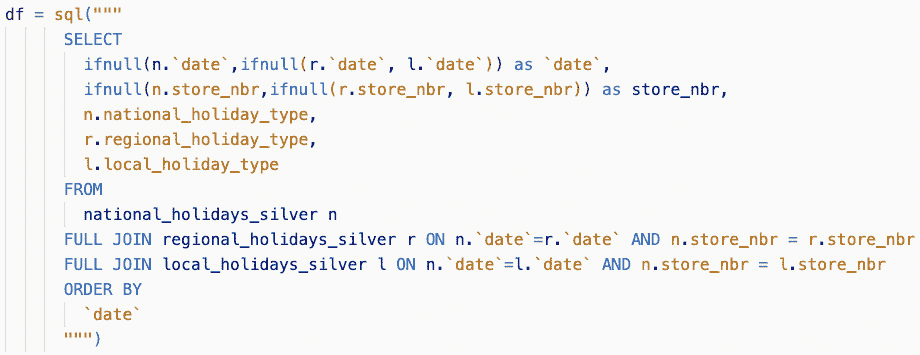 df = sql("""
SELECT
ifnull(n.`date`,ifnull(r.`date`, l.`date`)) as `date`,
ifnull(n.store_nbr,ifnull(r.store_nbr, l.store_nbr)) as store_nbr,
n.national_holiday_type,
r.regional_holiday_type,
l.local_holiday_type
FROM
national_holidays_silver n
FULL JOIN regional_holidays_silver r ON n.`date`=r.`date` AND n.store_nbr = r.store_nbr
FULL JOIN local_holidays_silver l ON n.`date`=l.`date` AND n.store_nbr = l.store_nbr
ORDER BY
`date`
""")